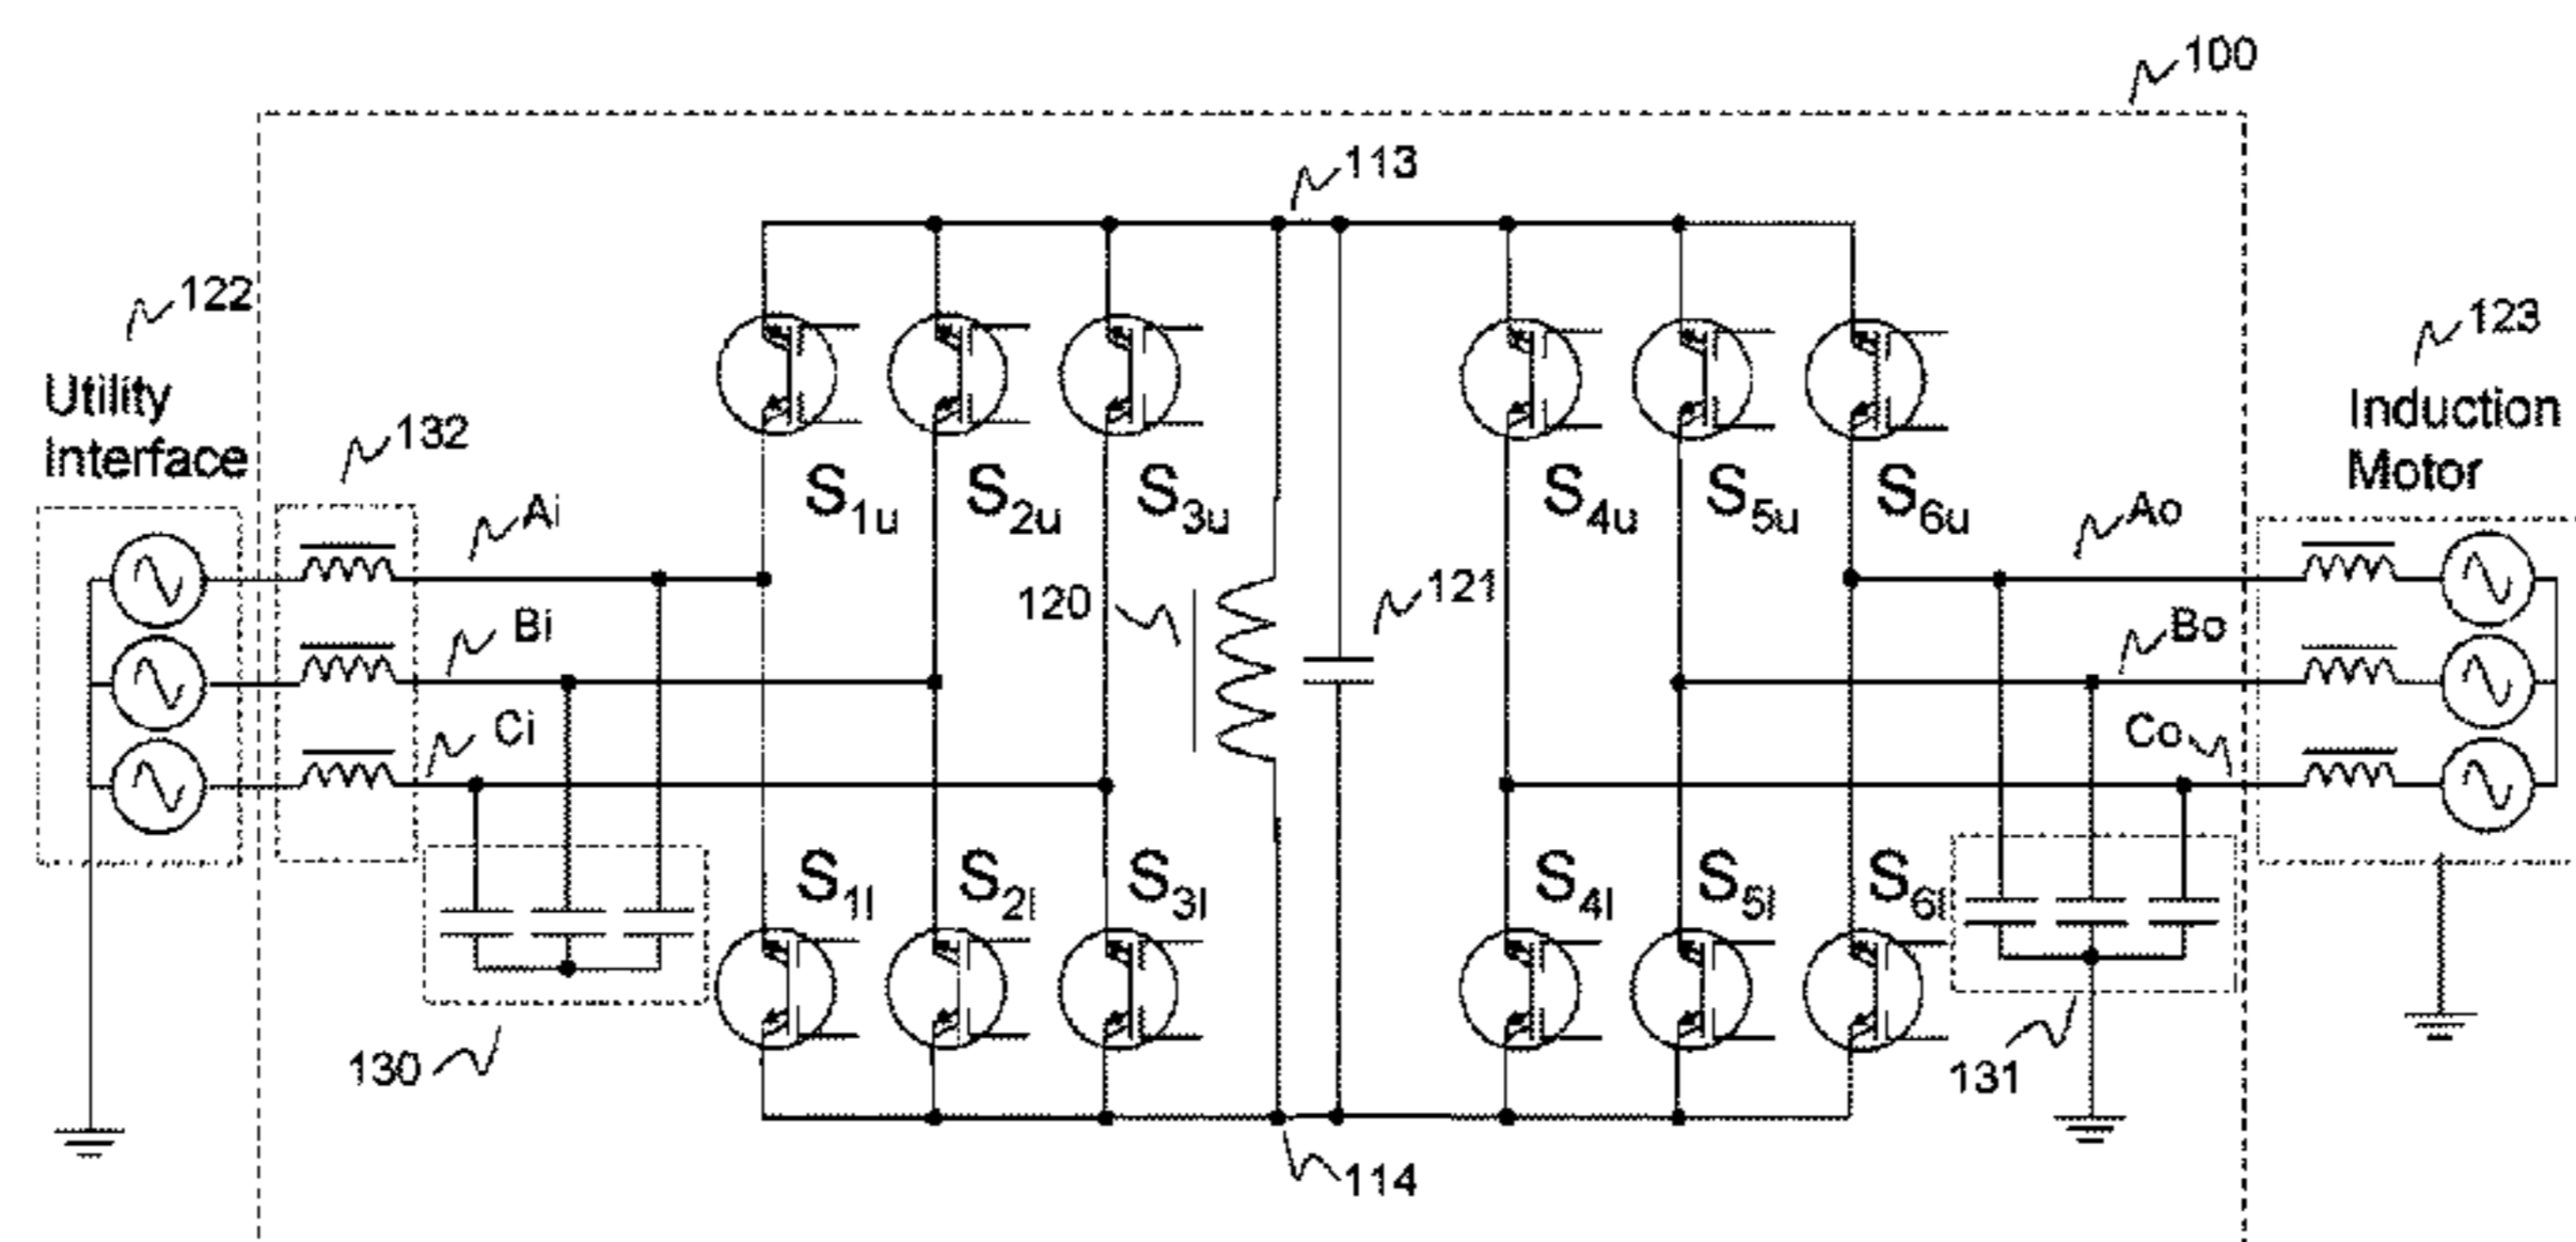 100
113
122
Utility
Interface
132
Ai
Bi
Ci
S1u
S2u
S3u
S4u
S5u
S6u
120
121
123
Induction
Motor
Ao
Bo
Co
S1l
S2l
S3l
S4l
S5l
S6l
130
131
114